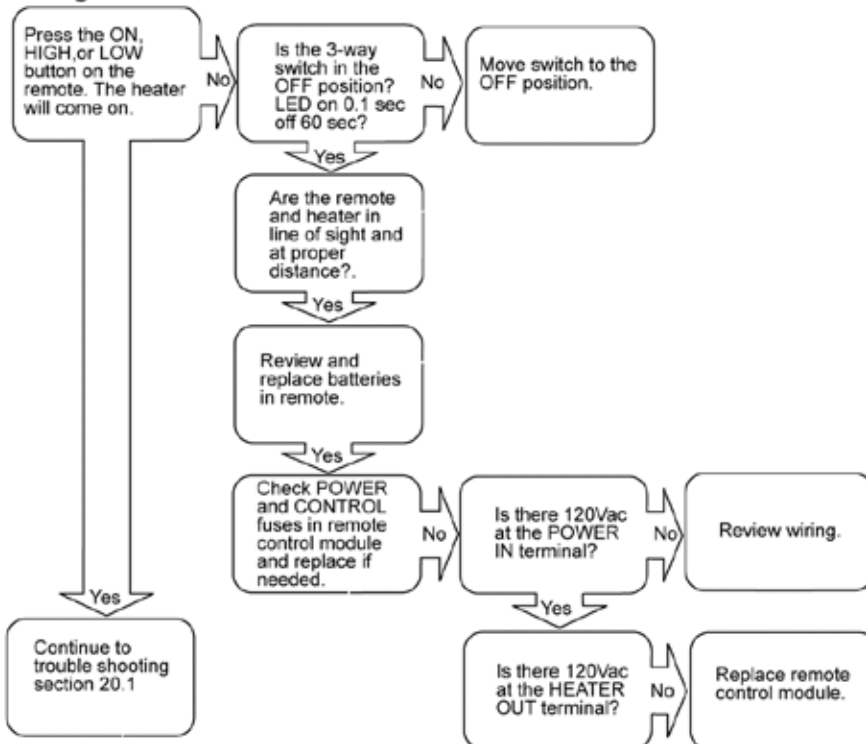 Press the ON,
HIGH,or LOW
button on the
remote. The heater
will come on.
No
Is the 3-way
switch in the
OFF position?
LED on 0.1 sec
off 60 sec?
No
Move switch to the
OFF position.
Yes
Are the remote
and heater in
line of sight and
at proper
distance?.
Yes
Review and
replace batteries
in remote.
Yes
Check POWER
and CONTROL
fuses in remote
control module
and replace if
needed.
No
Is there 120Vac
at the POWER
IN terminal?
No
Review wiring.
Yes
Yes
Continue to
trouble shooting
section 20.1
Is there 120Vac
at the HEATER
OUT terminal?
No
Replace remote
control module.